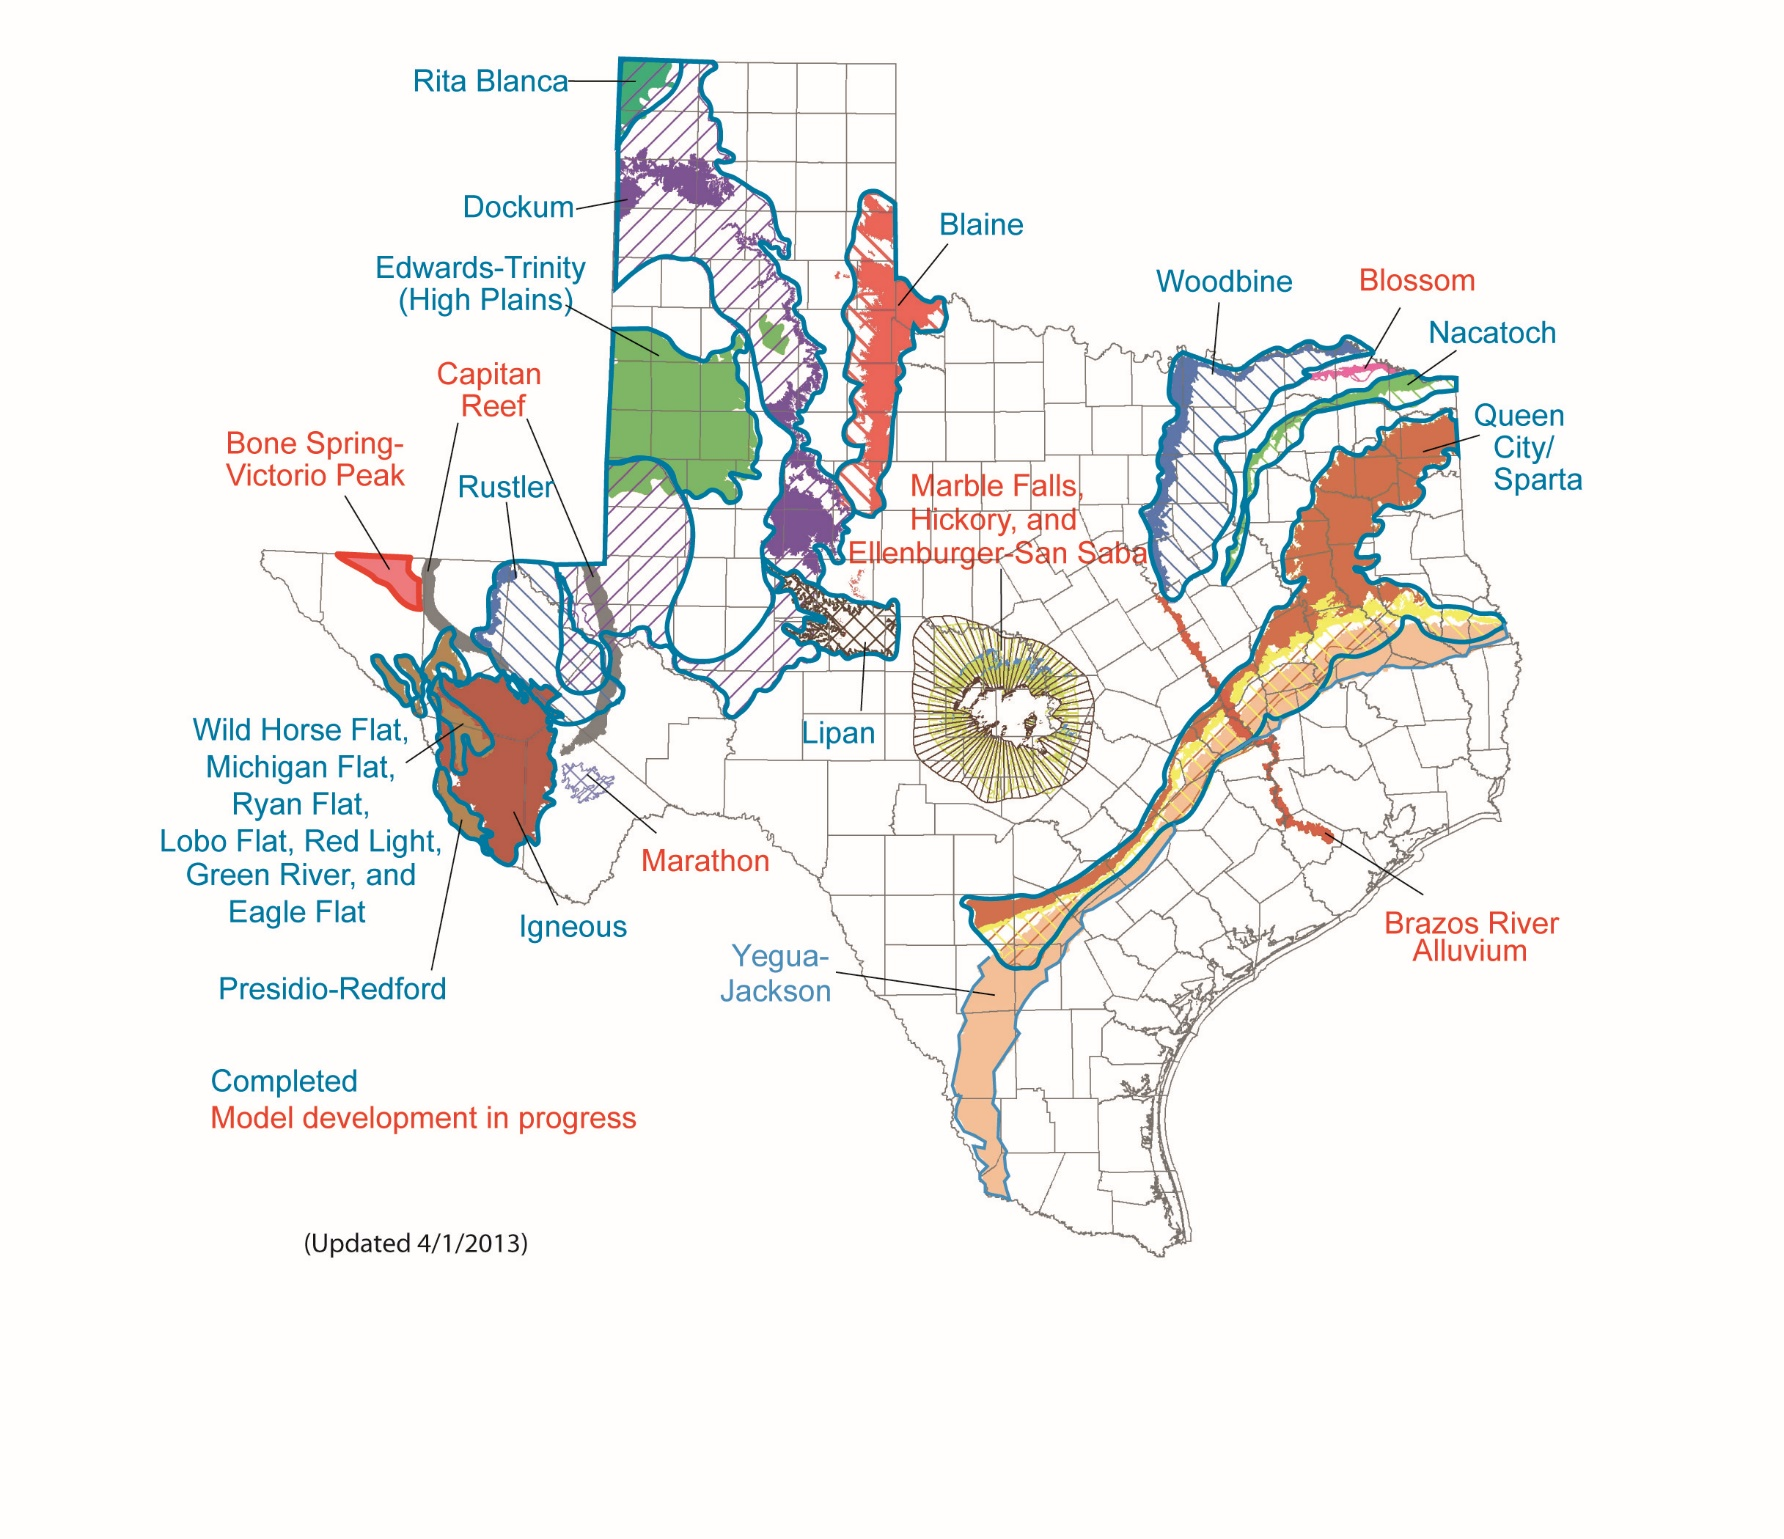 Rita Blanca
Dockum
Blaine
Edwards-Trinity
(High Plains)
Woodbine
Blossom
Nacatoch
Capitan
Reef
Queen
City/
Sparta
Bone Spring-
Victorio Peak
Rustler
Marble Falls,
Hickory, and
Ellenburger-San Saba
Lipan
Wild Horse Flat,
Michigan Flat,
Ryan Flat,
Lobo Flat, Red Light,
Green River, and
Eagle Flat
Marathon
Igneous
Brazos River
Alluvium
Yegua-
Jackson
Presidio-Redford
Completed
Model development in progress
(Updated 4/1/2013)